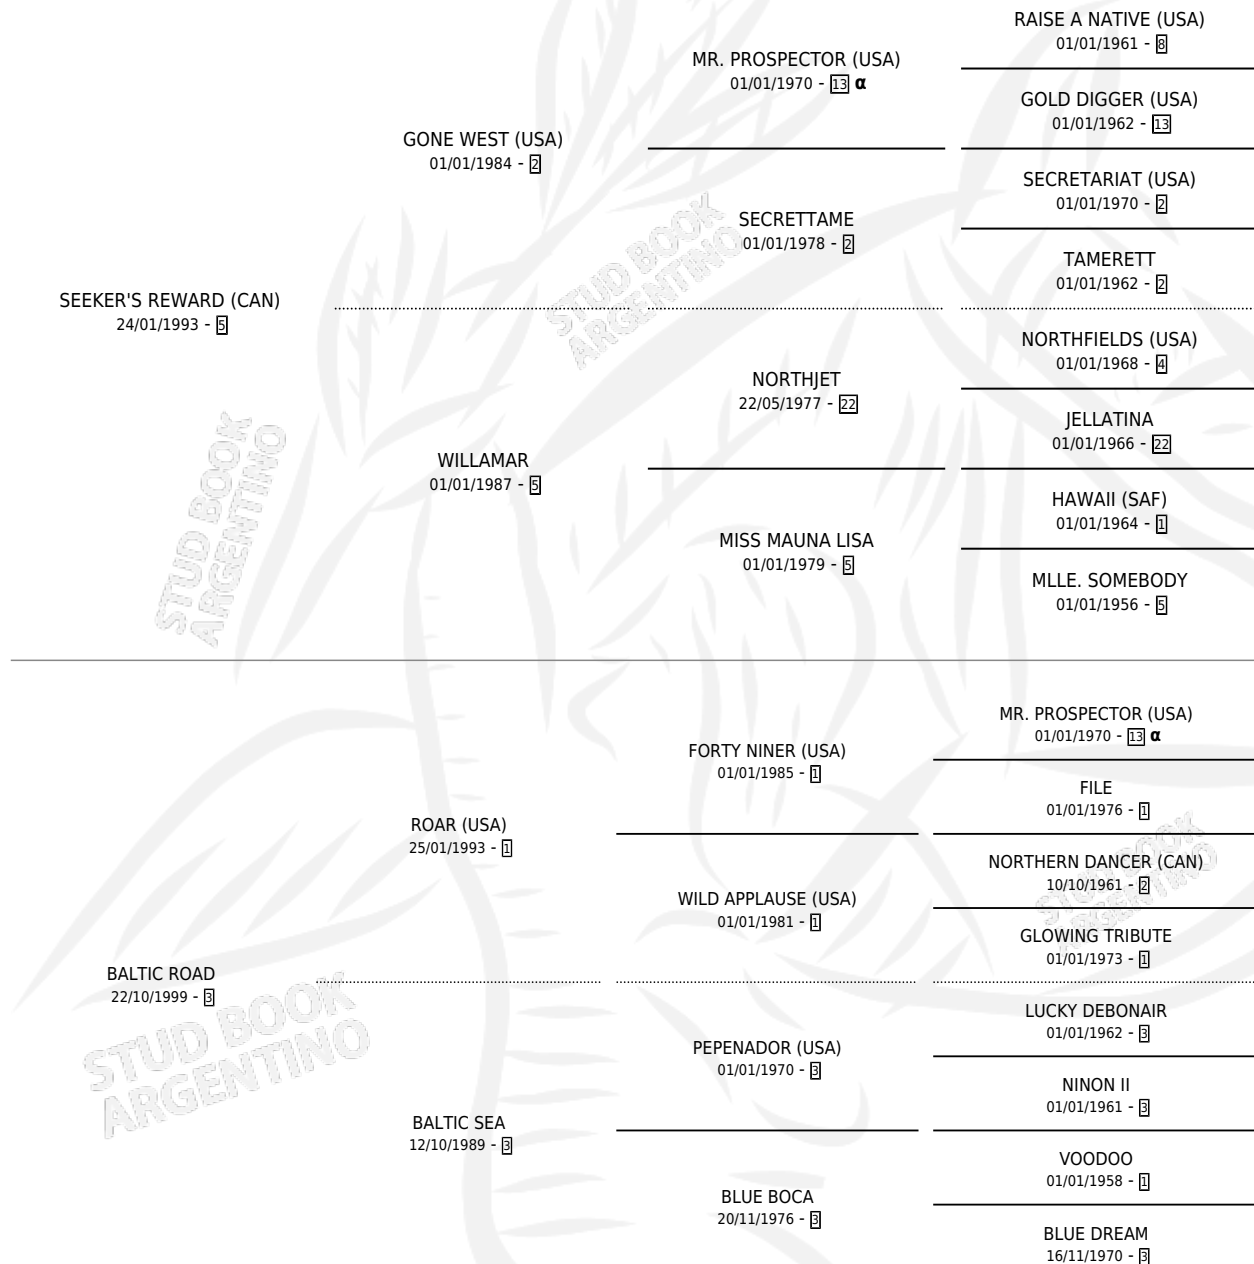 RAISE A NATIVE (USA)
01/01/1961 - 8
MR. PROSPECTOR (USA)
01/01/1970 - 13 α
GOLD DIGGER (USA)
01/01/1962 - 13
GONE WEST (USA)
01/01/1984 - 2
SECRETARIAT (USA)
01/01/1970 - 2
SECRETTAME
01/01/1978 - 2
TAMERETT
01/01/1962 - 2
SEEKER'S REWARD (CAN)
24/01/1993 - 5
NORTHFIELDS (USA)
01/01/1968 - 4
NORTHJET
22/05/1977 - 22
JELLATINA
01/01/1966 - 22
WILLAMAR
01/01/1987 - 5
HAWAII (SAF)
01/01/1964 - 1
MISS MAUNA LISA
01/01/1979 - 5
MLLE. SOMEBODY
01/01/1956 - 5
MR. PROSPECTOR (USA)
01/01/1970 - 13 α
FORTY NINER (USA)
01/01/1985 - 1
FILE
01/01/1976 - 1
ROAR (USA)
25/01/1993 - 1
NORTHERN DANCER (CAN)
10/10/1961 - 2
WILD APPLAUSE (USA)
01/01/1981 - 1
GLOWING TRIBUTE
01/01/1973 - 1
BALTIC ROAD
22/10/1999 - 3
LUCKY DEBONAIR
01/01/1962 - 3
PEPENADOR (USA)
01/01/1970 - 3
NINON II
01/01/1961 - 3
BALTIC SEA
12/10/1989 - 3
VOODOO
01/01/1958 - 1
BLUE BOCA
20/11/1976 - 3
BLUE DREAM
16/11/1970 - 3
STUD BOOK
ARGENTINO
STUD BOOK
ARGENTINO
STUD BOOK
ARGENTINO
STUD BOOK
ARGENTINO